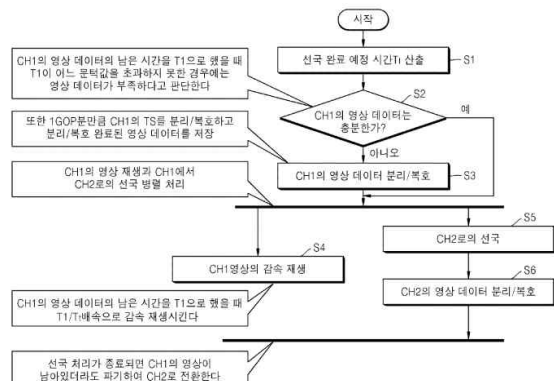 시작
CH1의 영상 데이터의 남은 시간을 T1으로 했을 때
T1이 어느 문턱값을 초과하지 못한 경우에는
영상 데이터가 부족하다고 판단한다
선국 완료 예정 시간Tt 산출
S1
S2
CH1의 영상 데이터는
충분한가?
예
아니오
또한 1GOP분만큼 CH1의 TS를 분리/복호하고
분리/복호 완료된 영상 데이터를 저장
CH1의 영상 데이터 분리/복호
S3
CH1의 영상 재생과 CH1에서
CH2로의 선국 병렬 처리
S4
CH1영상의 감속 재생
S5
CH2로의 선국
S6
CH2의 영상 데이터 분리/복호
CH1의 영상 데이터의 남은 시간을 T1으로 했을 때
T1/Tt배속으로 감속 재생시킨다
선국 처리가 종료되면 CH1의 영상이
남아있더라도 파기하여 CH2로 전환한다